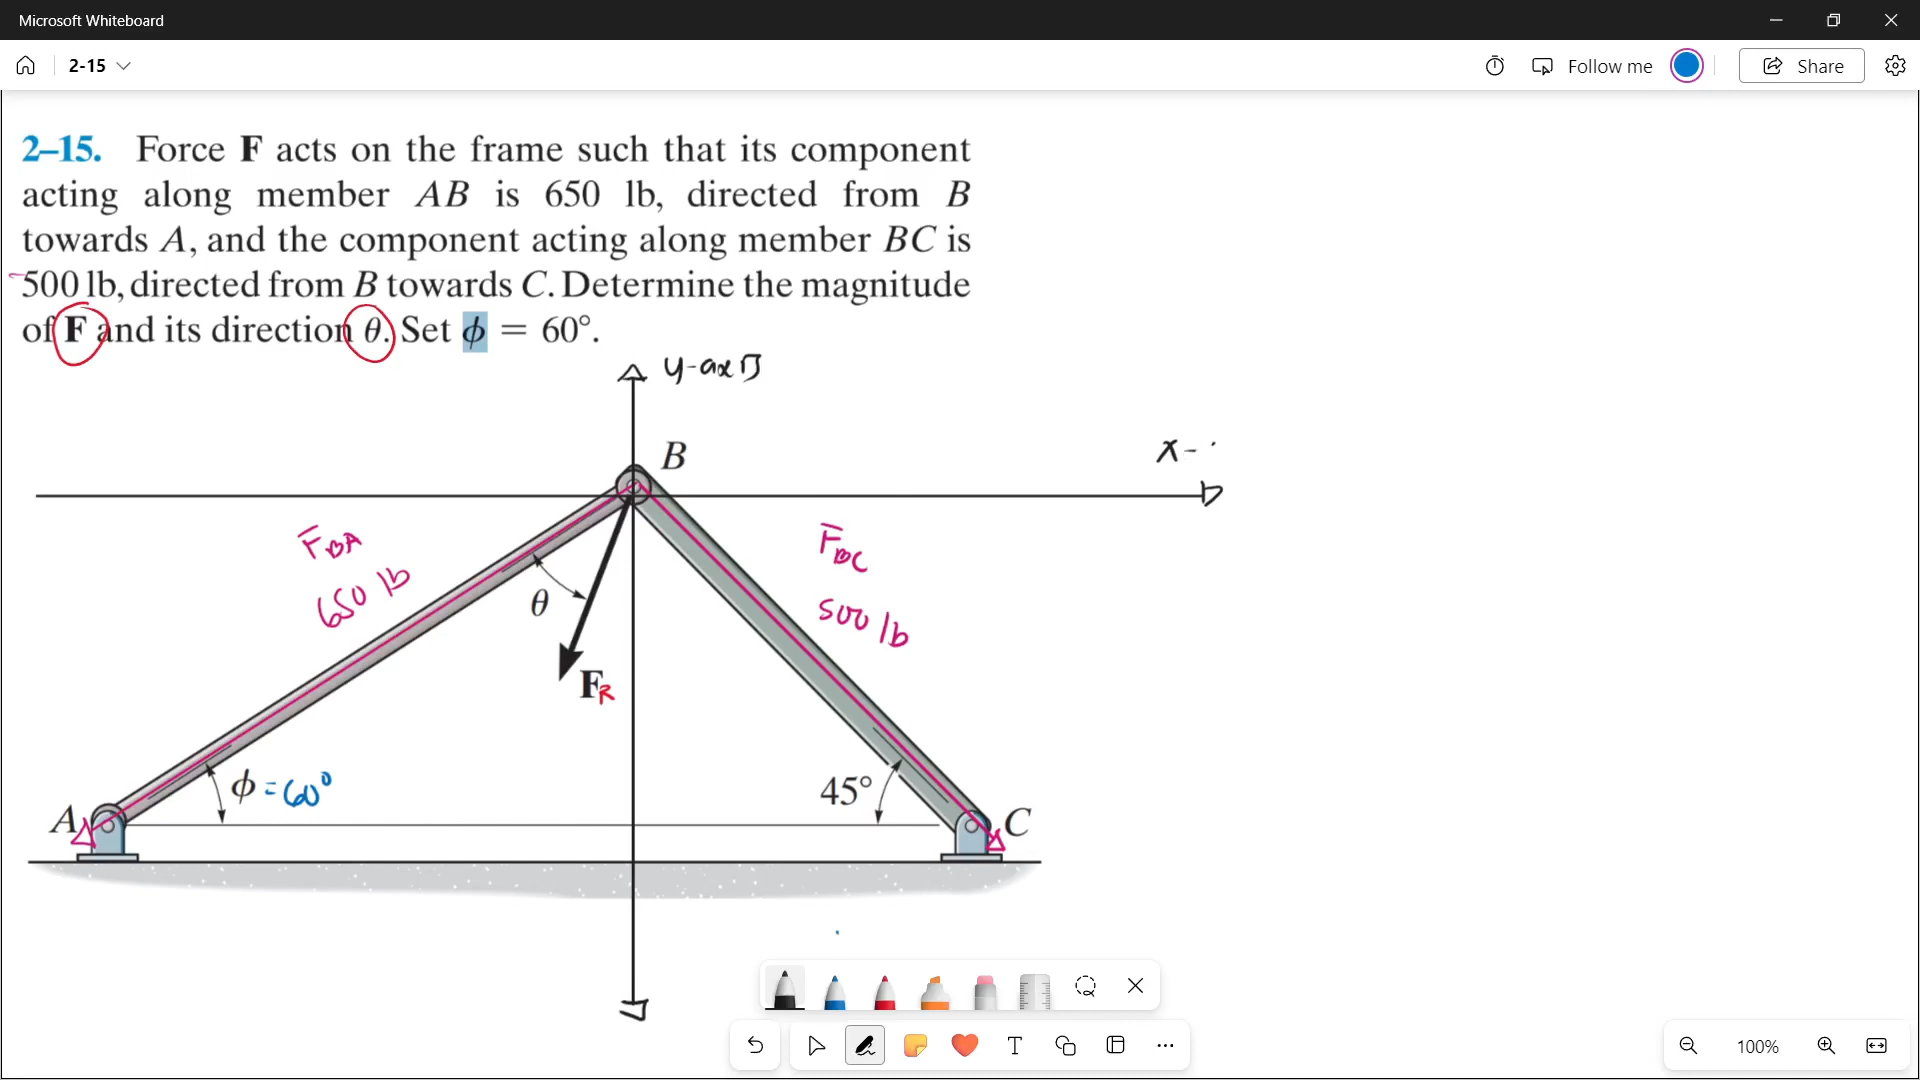 Microsoft Whiteboard
2-15
Follow me
Share
2–15. Force F acts on the frame such that its component
acting along member AB is 650 lb, directed from B
towards A, and the component acting along member BC is
500 lb, directed from B towards C. Determine the magnitude
of F and its direction θ. Set ϕ = 60°.
y-axis
B
x-
F̅BA
650 lb
F̅BC
500 lb
θ
FR
ϕ = 60°
45°
A
C
100%